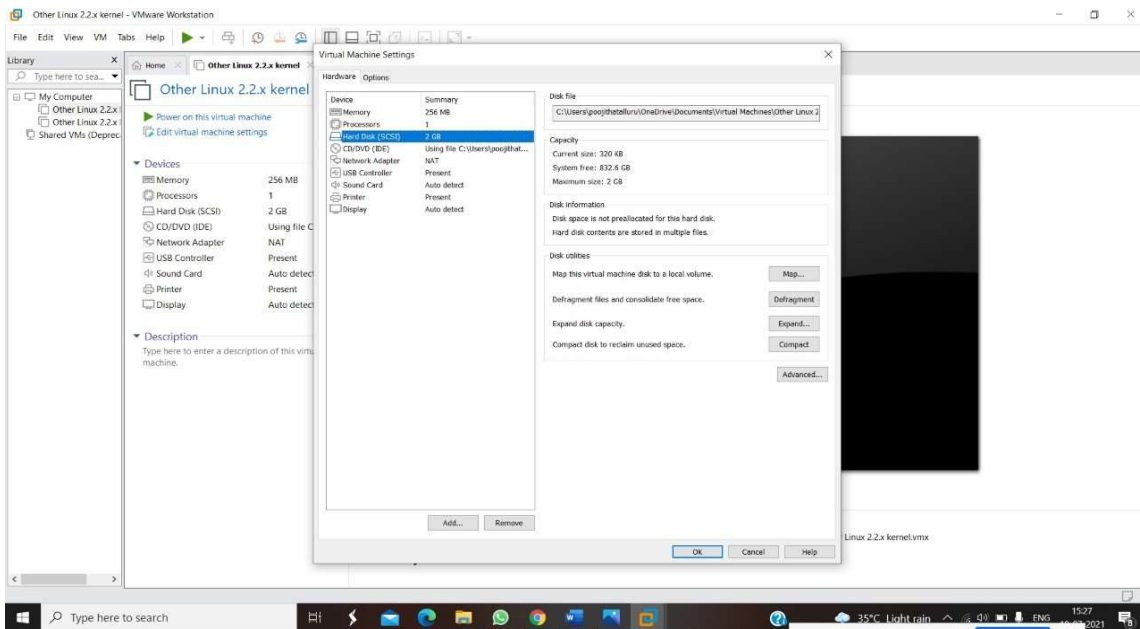 Other Linux 2.2.x kernel - VMware Workstation
File Edit View VM Tabs Help
Library
Type here to sea...
My Computer
Other Linux 2.2.x
Other Linux 2.2.x
Shared VMs (Deprec
Home
Other Linux 2.2.x kernel
Other Linux 2.2.x kernel
Power on this virtual machine
Edit virtual machine settings
Devices
Memory 256 MB
Processors 1
Hard Disk (SCSI) 2 GB
CD/DVD (IDE) Using file C
Network Adapter NAT
USB Controller Present
Sound Card Auto detect
Printer Present
Display Auto detect
Description
Type here to enter a description of this virtu
machine.
Virtual Machine Settings
Hardware Options
Device Summary
Memory 256 MB
Processors 1
Hard Disk (SCSI) 2 GB
CD/DVD (IDE) Using file C:\Users\poojithat...
Network Adapter NAT
USB Controller Present
Sound Card Auto detect
Printer Present
Display Auto detect
Add... Remove
Disk file
C:\Users\poojithatalluru\OneDrive\Documents\Virtual Machines\Other Linux 2
Capacity
Current size: 320 KB
System free: 832.6 GB
Maximum size: 2 GB
Disk information
Disk space is not preallocated for this hard disk.
Hard disk contents are stored in multiple files.
Disk utilities
Map this virtual machine disk to a local volume. Map...
Defragment files and consolidate free space. Defragment
Expand disk capacity. Expand...
Compact disk to reclaim unused space. Compact
Advanced...
OK Cancel Help
Linux 2.2.x kernel.vmx
Type here to search
35°C Light rain
ENG
15:27
2021